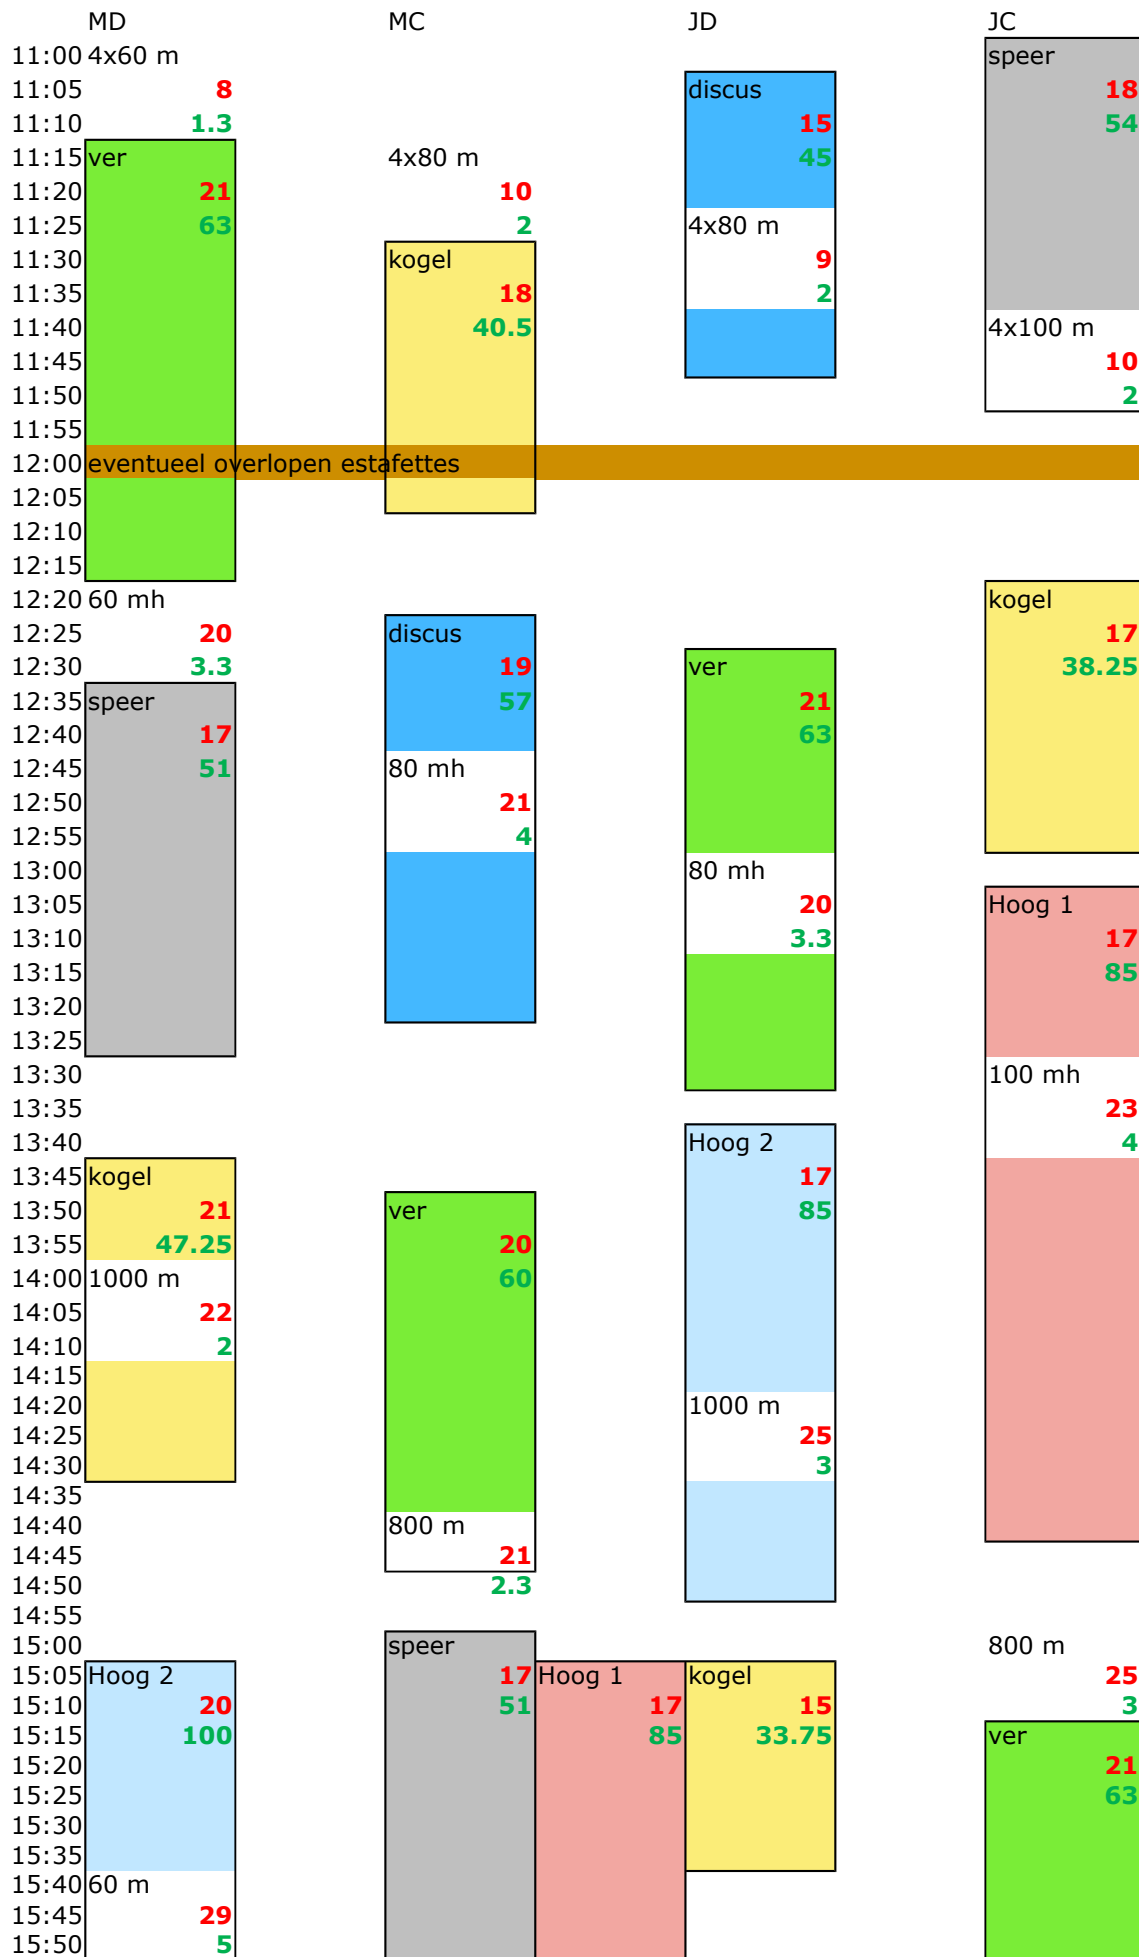 MD MC JD JC
11:00 4x60 m speer
11:05 8 discus 18
11:10 1.3 15 54
11:15 ver 4x80 m 45
11:20 21 10
11:25 63 2 4x80 m
11:30 kogel 9
11:35 18 2
11:40 40.5 4x100 m
11:45 10
11:50 2
11:55
12:00 eventueel overlopen estafettes
12:05
12:10
12:15
12:20 60 mh kogel
12:25 20 discus 17
12:30 3.3 19 ver 38.25
12:35 speer 57 21
12:40 17 63
12:45 51 80 mh
12:50 21
12:55 4
13:00 80 mh
13:05 20 Hoog 1
13:10 3.3 17
13:15 85
13:20
13:25
13:30 100 mh
13:35 23
13:40 Hoog 2 4
13:45 kogel 17
13:50 21 ver 85
13:55 47.25 20
14:00 1000 m 60
14:05 22
14:10 2
14:15
14:20 1000 m
14:25 25
14:30 3
14:35
14:40 800 m
14:45 21
14:50 2.3
14:55
15:00 speer 800 m
15:05 Hoog 2 17 Hoog 1 kogel 25
15:10 20 51 17 15 3
15:15 100 85 33.75 ver
15:20 21
15:25 63
15:30
15:35
15:40 60 m
15:45 29
15:50 5